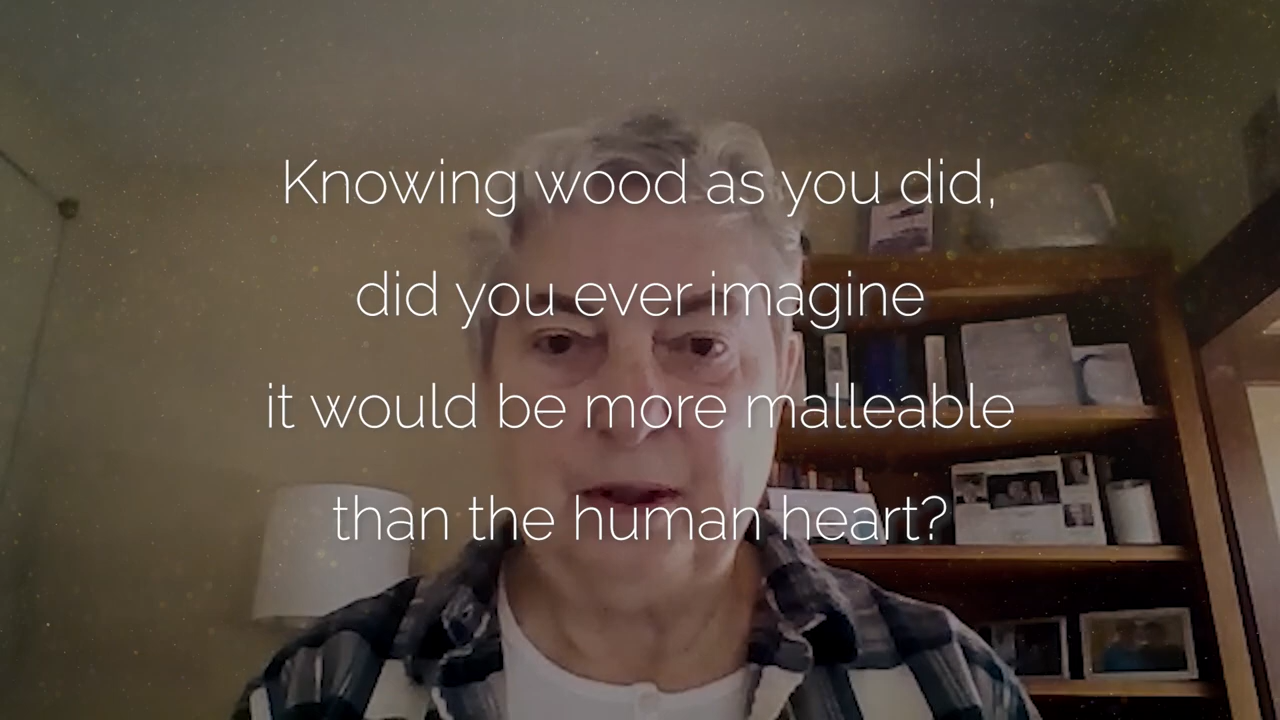 Knowing wood as you did,
did you ever imagine
it would be more malleable
than the human heart?